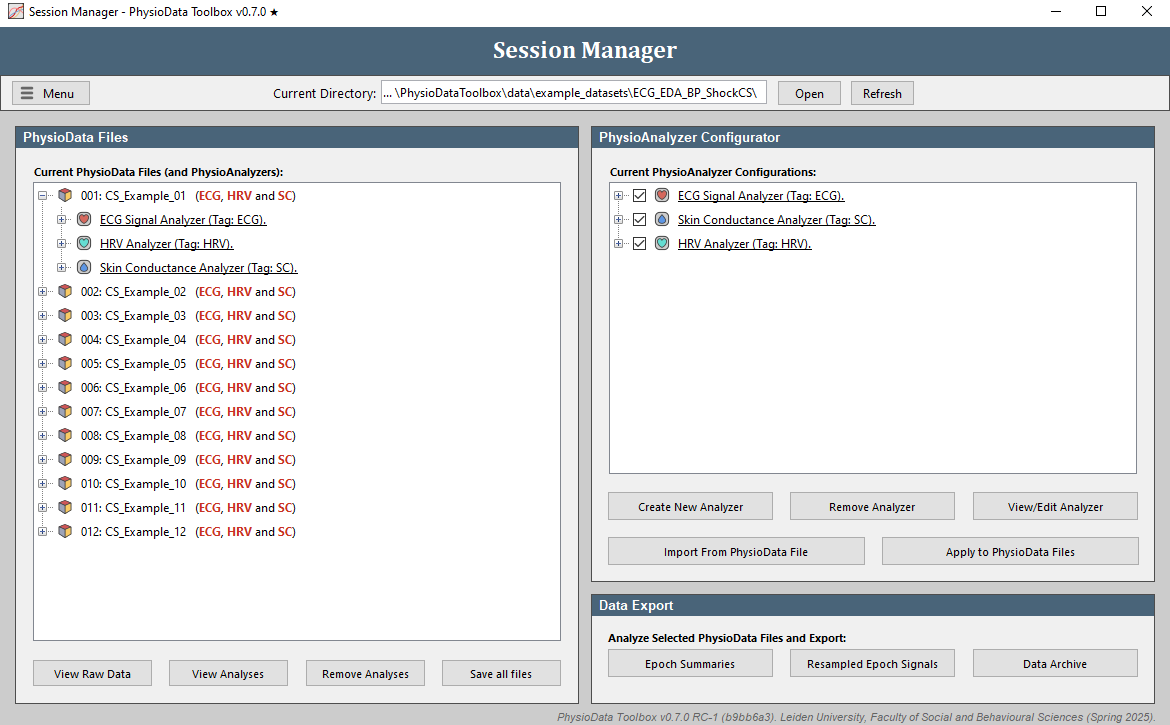 Session Manager - PhysioData Toolbox v0.7.0 ★
Session Manager
Menu
Current Directory: ... \PhysioDataToolbox\data\example_datasets\ECG_EDA_BP_ShockCS\ Open Refresh
PhysioData Files
Current PhysioData Files (and PhysioAnalyzers):
001: CS_Example_01 (ECG, HRV and SC)
ECG Signal Analyzer (Tag: ECG).
HRV Analyzer (Tag: HRV).
Skin Conductance Analyzer (Tag: SC).
002: CS_Example_02 (ECG, HRV and SC)
003: CS_Example_03 (ECG, HRV and SC)
004: CS_Example_04 (ECG, HRV and SC)
005: CS_Example_05 (ECG, HRV and SC)
006: CS_Example_06 (ECG, HRV and SC)
007: CS_Example_07 (ECG, HRV and SC)
008: CS_Example_08 (ECG, HRV and SC)
009: CS_Example_09 (ECG, HRV and SC)
010: CS_Example_10 (ECG, HRV and SC)
011: CS_Example_11 (ECG, HRV and SC)
012: CS_Example_12 (ECG, HRV and SC)
View Raw Data View Analyses Remove Analyses Save all files
PhysioAnalyzer Configurator
Current PhysioAnalyzer Configurations:
ECG Signal Analyzer (Tag: ECG).
Skin Conductance Analyzer (Tag: SC).
HRV Analyzer (Tag: HRV).
Create New Analyzer Remove Analyzer View/Edit Analyzer
Import From PhysioData File Apply to PhysioData Files
Data Export
Analyze Selected PhysioData Files and Export:
Epoch Summaries Resampled Epoch Signals Data Archive
PhysioData Toolbox v0.7.0 RC-1 (b9bb6a3). Leiden University, Faculty of Social and Behavioural Sciences (Spring 2025).